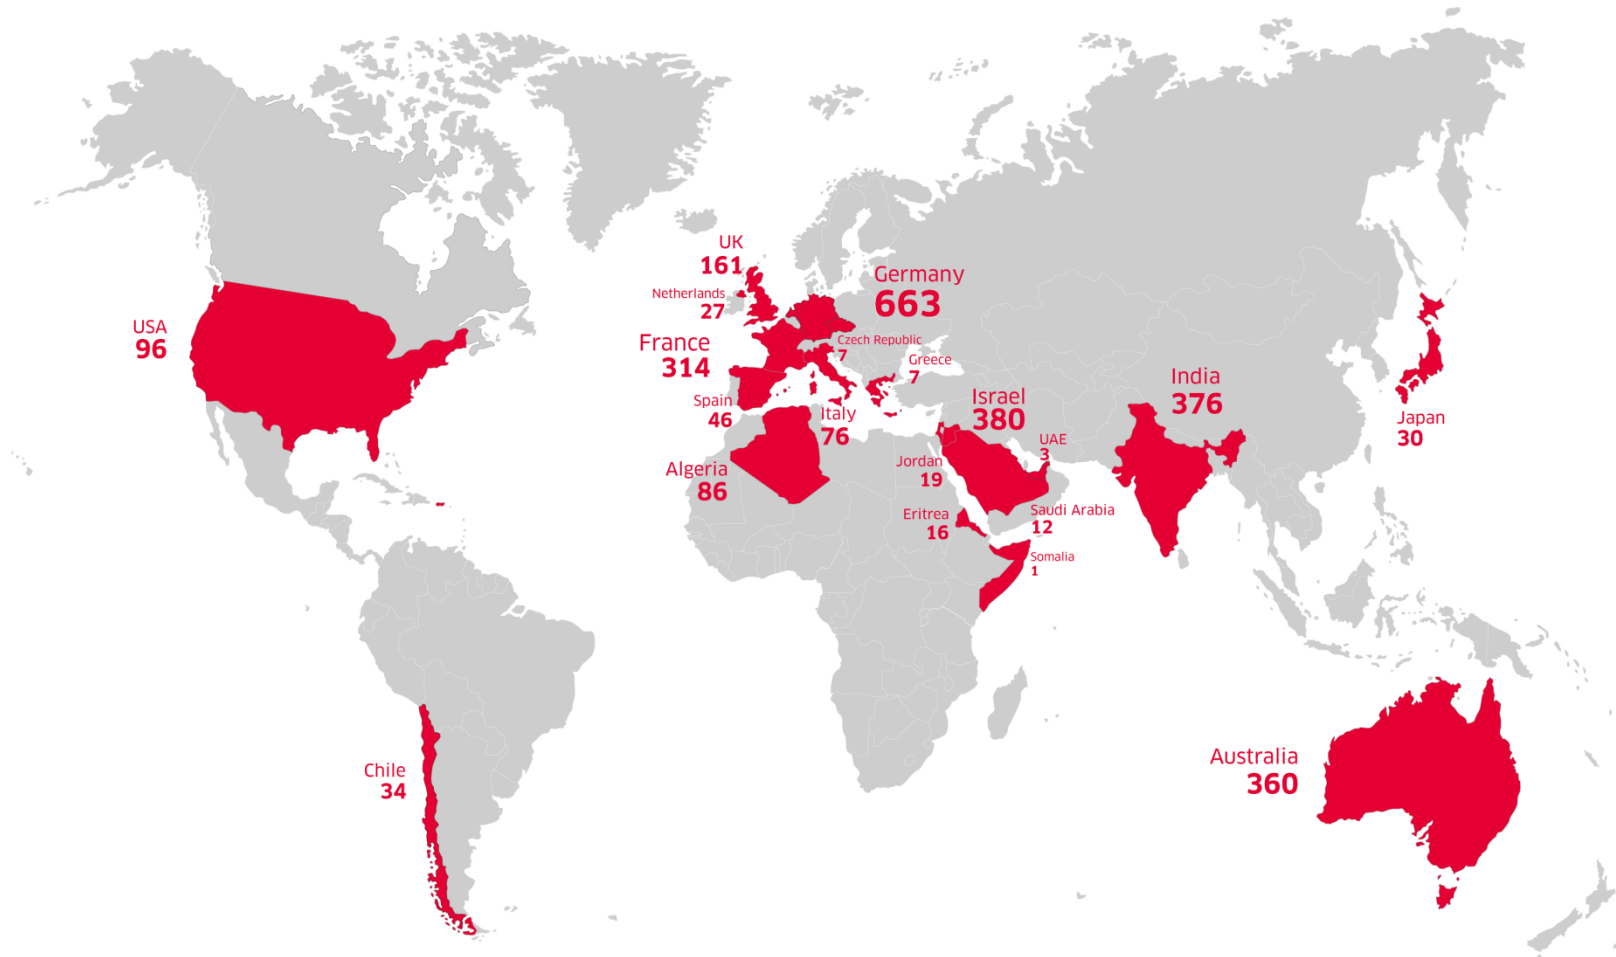 UK
161
Netherlands
27
Germany
663
USA
96
France
314
Czech Republic
7
Greece
7
Spain
46
Italy
76
Israel
380
India
376
Japan
30
Algeria
86
UAE
3
Jordan
19
Eritrea
16
Saudi Arabia
12
Somalia
1
Chile
34
Australia
360